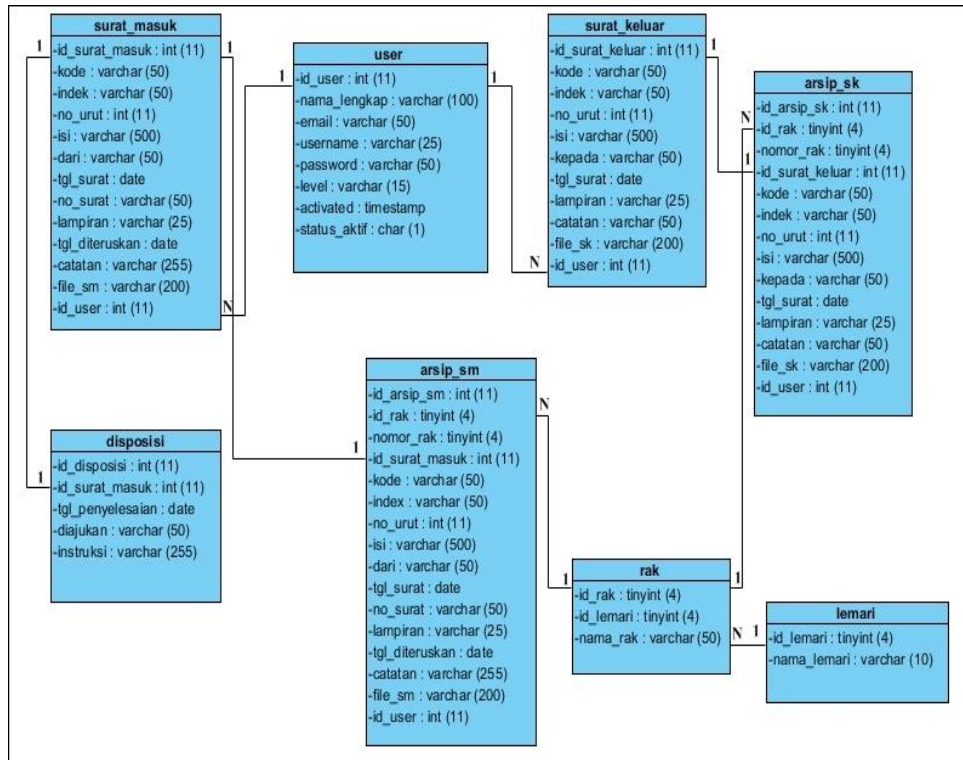 surat_masuk
1
-id_surat_masuk : int (11)
1
-kode : varchar (50)
-indek : varchar (50)
-no_urut : int (11)
-isi : varchar (500)
-dari : varchar (50)
-tgl_surat : date
-no_surat : varchar (50)
-lampiran : varchar (25)
-tgl_diteruskan : date
-catatan : varchar (255)
-file_sm : varchar (200)
-id_user : int (11)
N
user
1
-id_user : int (11)
1
-nama_lengkap : varchar (100)
-email : varchar (50)
-username : varchar (25)
-password : varchar (50)
-level : varchar (15)
-activated : timestamp
-status_aktif : char (1)
surat_keluar
-id_surat_keluar : int (11)
1
-kode : varchar (50)
-indek : varchar (50)
-no_urut : int (11)
-isi : varchar (500)
-kepada : varchar (50)
-tgl_surat : date
-lampiran : varchar (25)
-catatan : varchar (50)
-file_sk : varchar (200)
-id_user : int (11)
N
arsip_sk
-id_arsip_sk : int (11)
N
-id_rak : tinyint (4)
-nomor_rak : tinyint (4)
1
-id_surat_keluar : int (11)
-kode : varchar (50)
-indek : varchar (50)
-no_urut : int (11)
-isi : varchar (500)
-kepada : varchar (50)
-tgl_surat : date
-lampiran : varchar (25)
-catatan : varchar (50)
-file_sk : varchar (200)
-id_user : int (11)
disposisi
-id_disposisi : int (11)
1
-id_surat_masuk : int (11)
-tgl_penyelesaian : date
-diajukan : varchar (50)
-instruksi : varchar (255)
arsip_sm
-id_arsip_sm : int (11)
-id_rak : tinyint (4)
N
-nomor_rak : tinyint (4)
1
-id_surat_masuk : int (11)
-kode : varchar (50)
-index : varchar (50)
-no_urut : int (11)
-isi : varchar (500)
-dari : varchar (50)
-tgl_surat : date
-no_surat : varchar (50)
-lampiran : varchar (25)
-tgl_diteruskan : date
-catatan : varchar (255)
-file_sm : varchar (200)
-id_user : int (11)
rak
1
-id_rak : tinyint (4)
1
-id_lemari : tinyint (4)
-nama_rak : varchar (50)
N
1
lemari
-id_lemari : tinyint (4)
-nama_lemari : varchar (10)